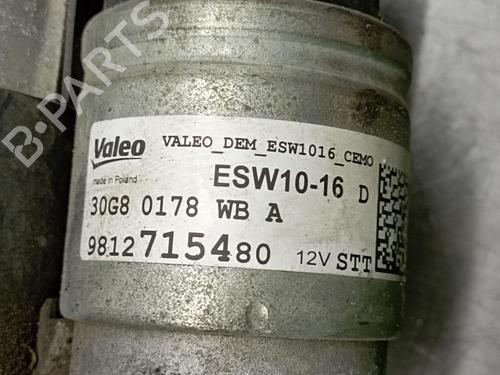 Valeo VALEO_DEM_ESW1016_CEMO
made in Poland ESW10-16 D
30G8 0178 WB A
9812715480 12V STT
B-PARTS